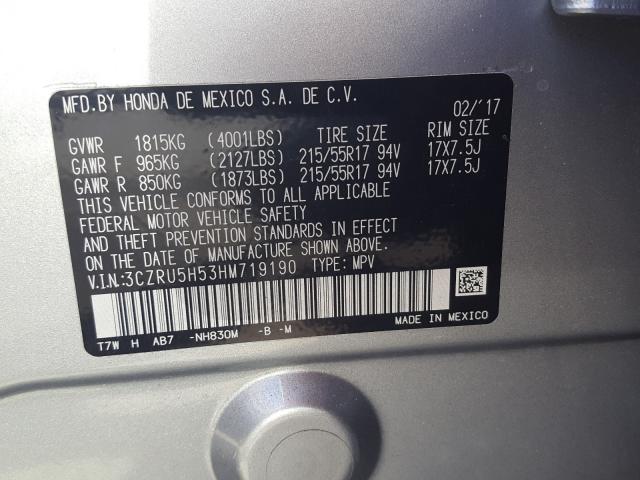 MFD.BY HONDA DE MEXICO S.A. DE C.V. 02/'17
GVWR 1815KG (4001LBS) TIRE SIZE RIM SIZE
GAWR F 965KG (2127LBS) 215/55R17 94V 17X7.5J
GAWR R 850KG (1873LBS) 215/55R17 94V 17X7.5J
THIS VEHICLE CONFORMS TO ALL APPLICABLE
FEDERAL MOTOR VEHICLE SAFETY
AND THEFT PREVENTION STANDARDS IN EFFECT
ON THE DATE OF MANUFACTURE SHOWN ABOVE.
V.I.N.:3CZRU5H53HM719190 TYPE: MPV
T7W H AB7 -NH830M -B -M MADE IN MEXICO